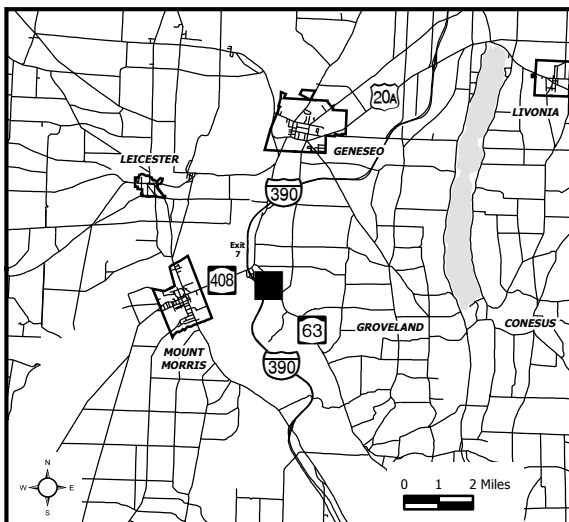 20A
LIVONIA
LEICESTER
GENESEO
390
Exit
7
408
63
GROVELAND
CONESUS
MOUNT
MORRIS
390
N
W
E
S
0 1 2 Miles